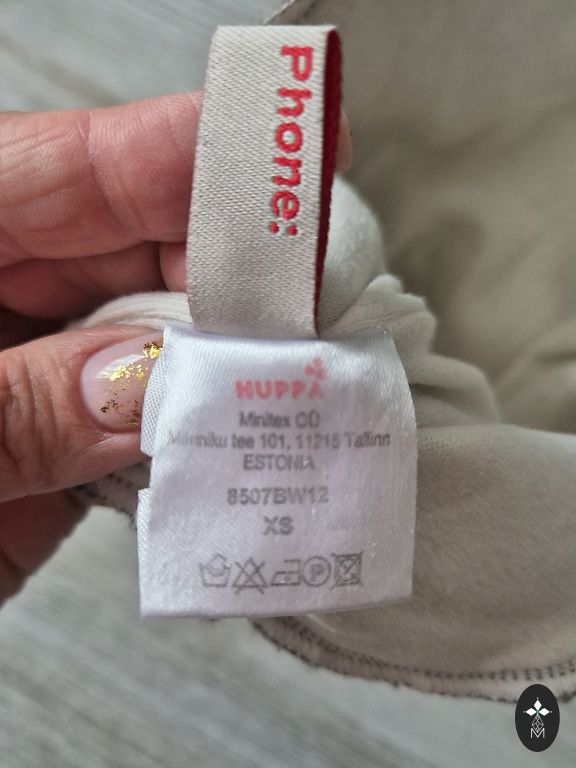 Phone:
HUPPA
Minitex OÜ
Männiku tee 101, 11215 Tallinn
ESTONIA
8507BW12
XS
P
M